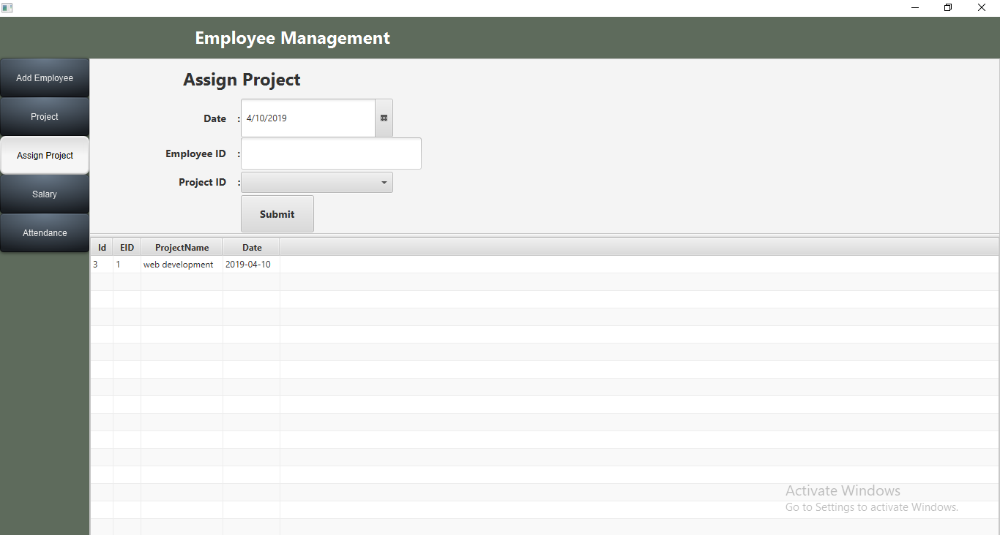 Employee Management
Add Employee
Project
Assign Project
Salary
Attendance
Assign Project
Date :
4/10/2019
Employee ID :
Project ID :
Submit
Id EID ProjectName Date
3 1 web development 2019-04-10
Activate Windows
Go to Settings to activate Windows.